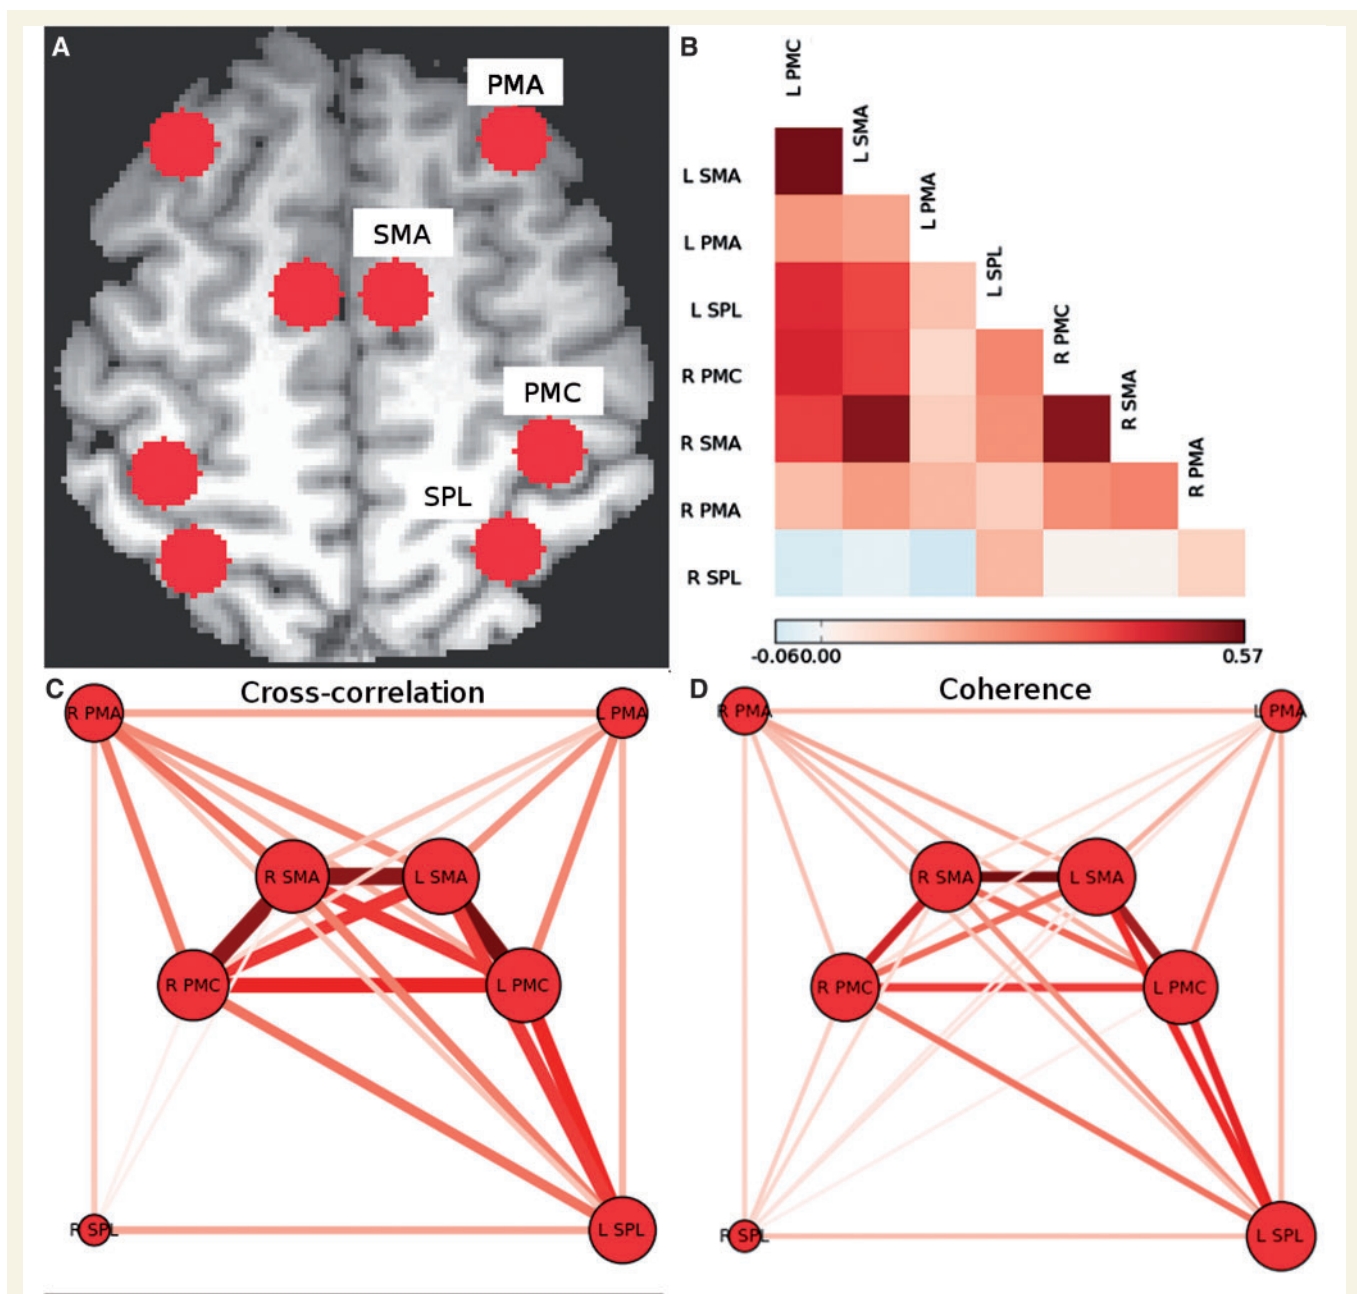 A
PMA
SMA
PMC
SPL
B
L PMC
L SMA
L PMA
L SPL
R PMC
R SMA
R PMA
L SMA
L PMA
L SPL
R PMC
R SMA
R PMA
R SPL
-0.060.00
0.57
C
Cross-correlation
R PMA
L PMA
R SMA
L SMA
R PMC
L PMC
R SPL
L SPL
D
Coherence
R PMA
L PMA
R SMA
L SMA
R PMC
L PMC
R SPL
L SPL